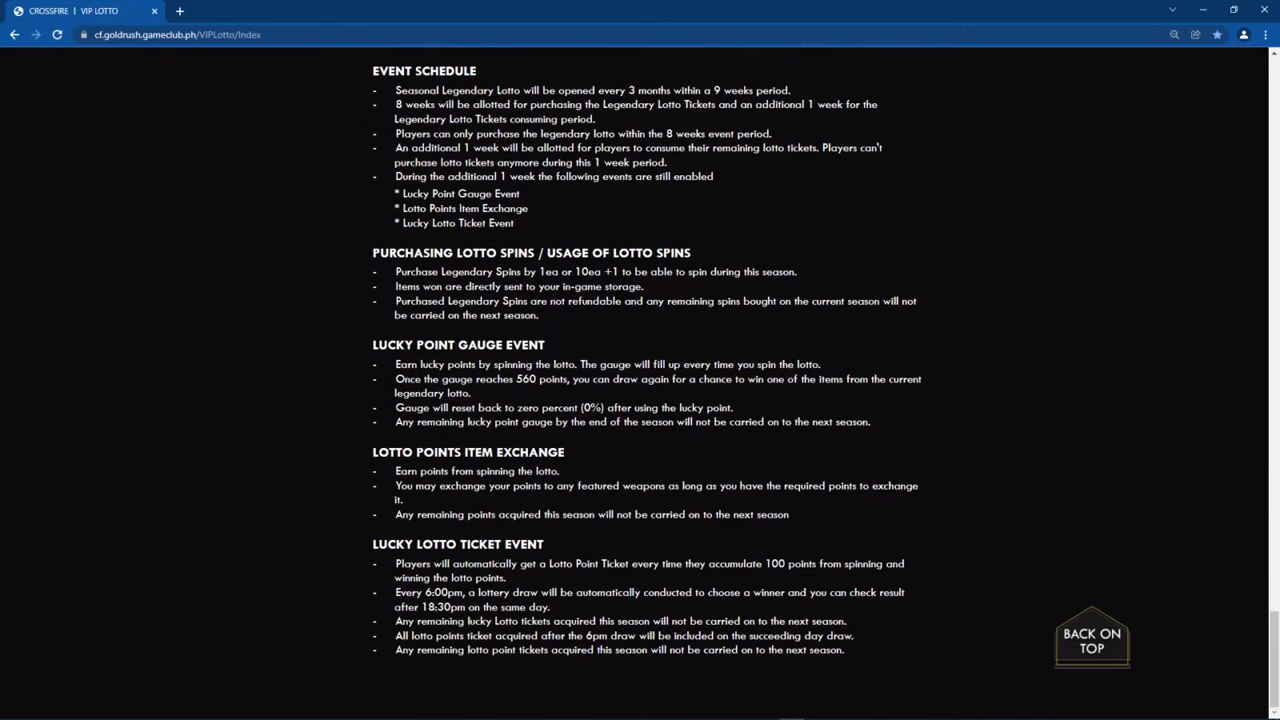 CROSSFIRE | VIP LOTTO
cf.goldrush.gameclub.ph/VIPLotto/Index
EVENT SCHEDULE
- Seasonal Legendary Lotto will be opened every 3 months within a 9 weeks period.
- 8 weeks will be allotted for purchasing the Legendary Lotto Tickets and an additional 1 week for the
Legendary Lotto Tickets consuming period.
- Players can only purchase the legendary lotto within the 8 weeks event period.
- An additional 1 week will be allotted for players to consume their remaining lotto tickets. Players can't
purchase lotto tickets anymore during this 1 week period.
- During the additional 1 week the following events are still enabled
* Lucky Point Gauge Event
* Lotto Points Item Exchange
* Lucky Lotto Ticket Event
PURCHASING LOTTO SPINS / USAGE OF LOTTO SPINS
- Purchase Legendary Spins by 1ea or 10ea +1 to be able to spin during this season.
- Items won are directly sent to your in-game storage.
- Purchased Legendary Spins are not refundable and any remaining spins bought on the current season will not
be carried on the next season.
LUCKY POINT GAUGE EVENT
- Earn lucky points by spinning the lotto. The gauge will fill up every time you spin the lotto.
- Once the gauge reaches 560 points, you can draw again for a chance to win one of the items from the current
legendary lotto.
- Gauge will reset back to zero percent (0%) after using the lucky point.
- Any remaining lucky point gauge by the end of the season will not be carried on to the next season.
LOTTO POINTS ITEM EXCHANGE
- Earn points from spinning the lotto.
- You may exchange your points to any featured weapons as long as you have the required points to exchange
it.
- Any remaining points acquired this season will not be carried on to the next season
LUCKY LOTTO TICKET EVENT
- Players will automatically get a Lotto Point Ticket every time they accumulate 100 points from spinning and
winning the lotto points.
- Every 6:00pm, a lottery draw will be automatically conducted to choose a winner and you can check result
after 18:30pm on the same day.
- Any remaining lucky Lotto tickets acquired this season will not be carried on to the next season.
- All lotto points ticket acquired after the 6pm draw will be included on the succeeding day draw.
- Any remaining lotto point tickets acquired this season will not be carried on to the next season.
BACK ON
TOP